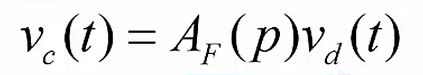 v_c(t) = A_F(p)v_d(t)